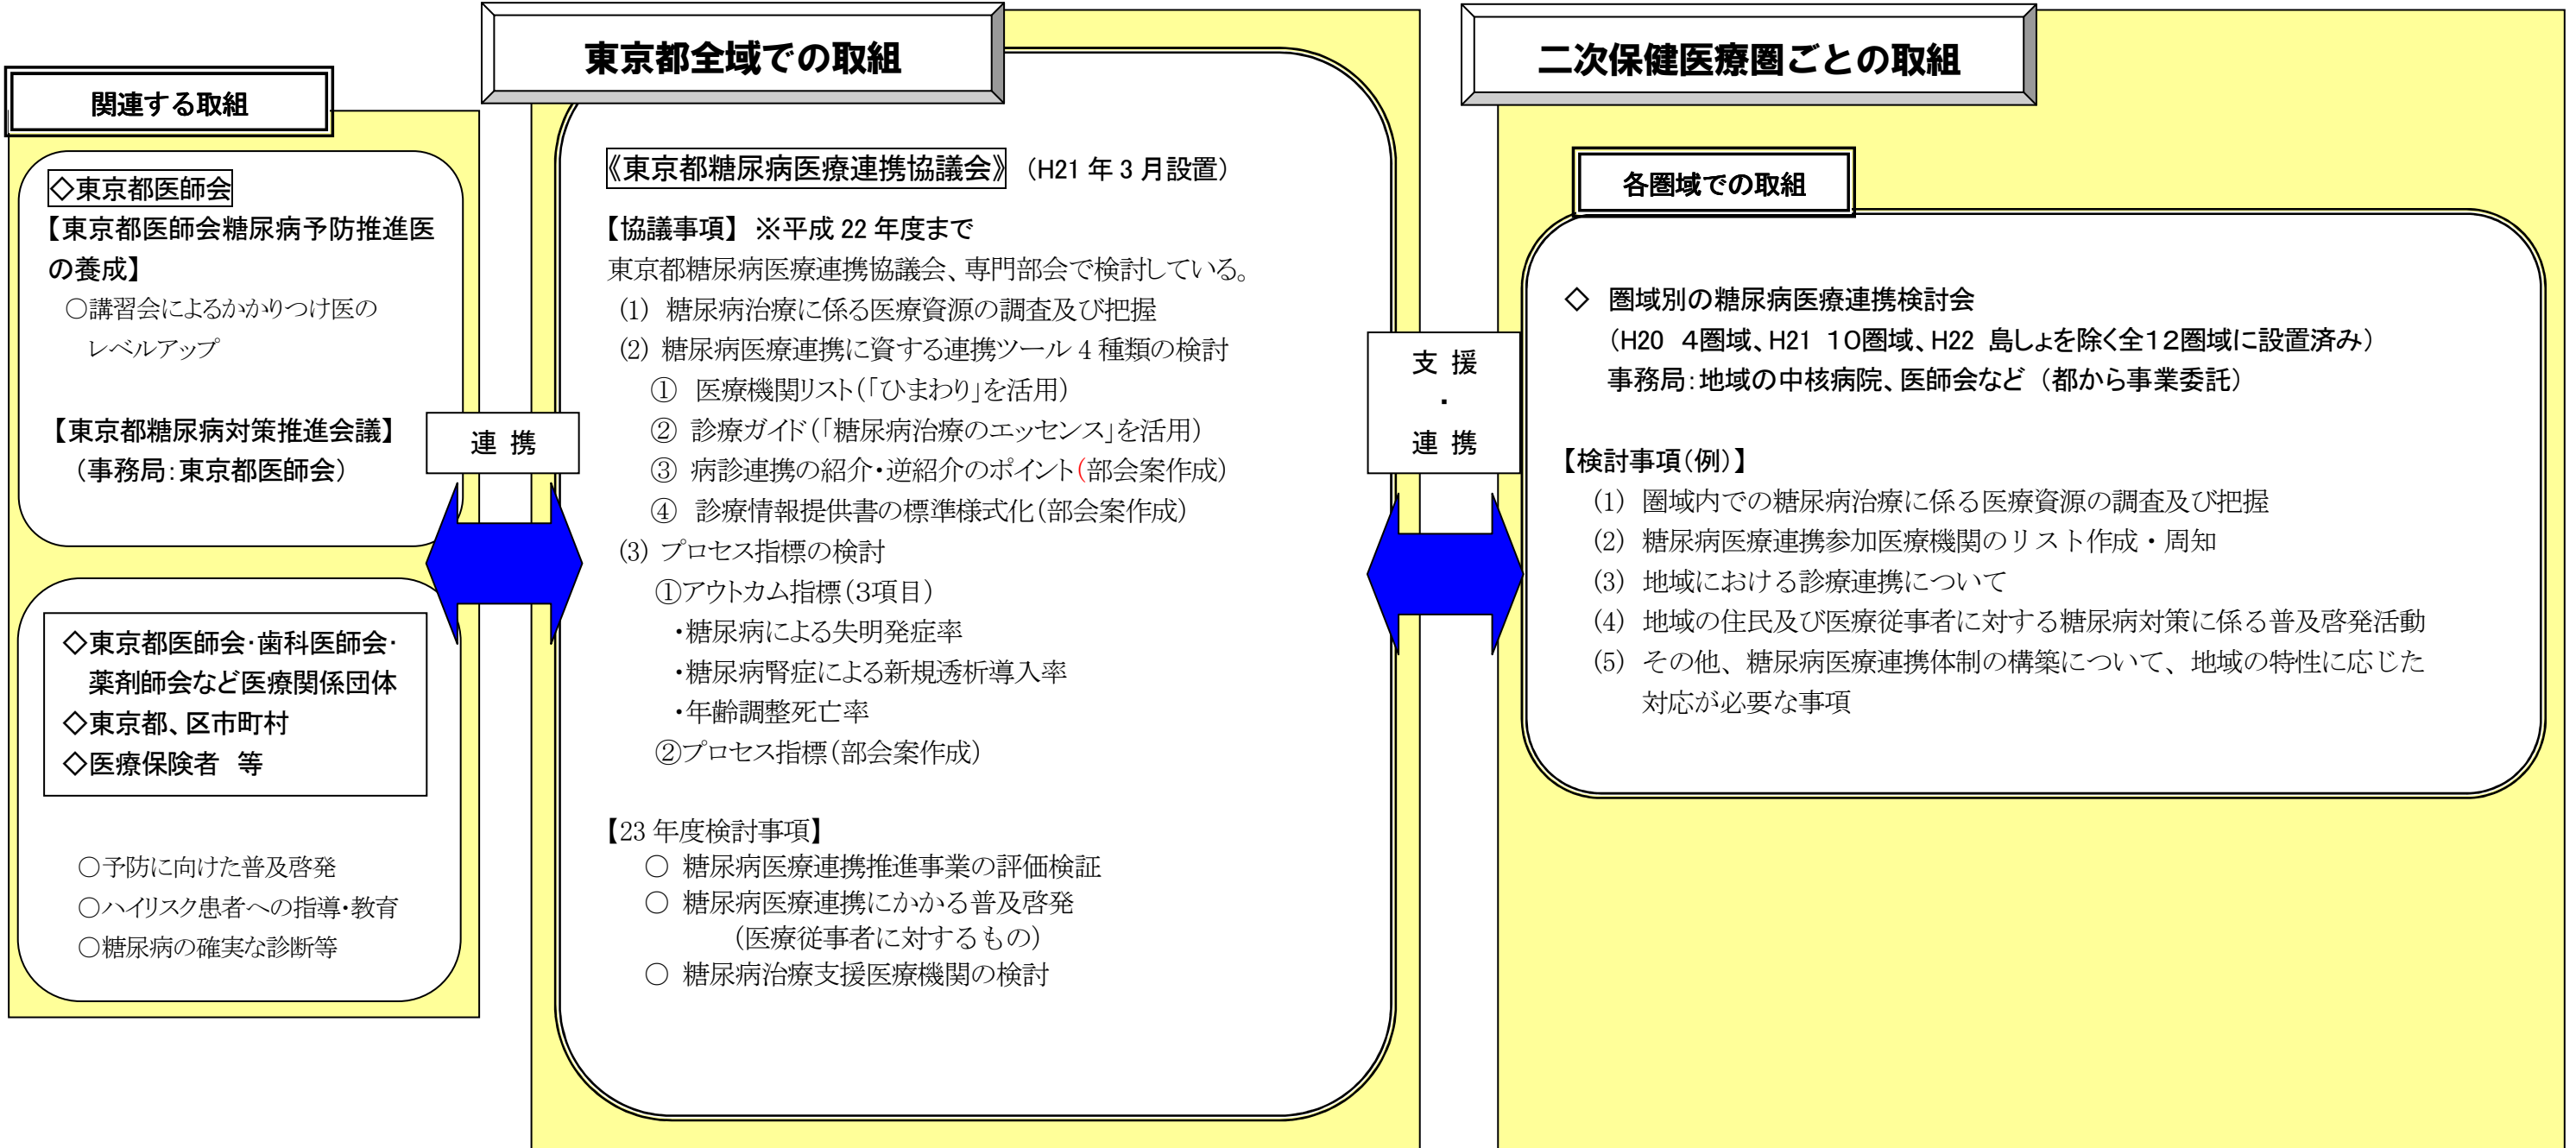 関連する取組
◇東京都医師会
【東京都医師会糖尿病予防推進医
の養成】
○講習会によるかかりつけ医の
レベルアップ
【東京都糖尿病対策推進会議】
（事務局：東京都医師会）
◇東京都医師会・歯科医師会・
薬剤師会など医療関係団体
◇東京都、区市町村
◇医療保険者　等
○予防に向けた普及啓発
○ハイリスク患者への指導・教育
○糖尿病の確実な診断等
連 携
東京都全域での取組
《東京都糖尿病医療連携協議会》（H21 年 3 月設置）
【協議事項】 ※平成 22 年度まで
東京都糖尿病医療連携協議会、専門部会で検討している。
(1) 糖尿病治療に係る医療資源の調査及び把握
(2) 糖尿病医療連携に資する連携ツール 4 種類の検討
① 医療機関リスト（「ひまわり」を活用）
② 診療ガイド（「糖尿病治療のエッセンス」を活用）
③ 病診連携の紹介・逆紹介のポイント（部会案作成）
④ 診療情報提供書の標準様式化（部会案作成）
(3) プロセス指標の検討
①アウトカム指標（3項目）
・糖尿病による失明発症率
・糖尿病腎症による新規透析導入率
・年齢調整死亡率
②プロセス指標（部会案作成）
【23 年度検討事項】
○ 糖尿病医療連携推進事業の評価検証
○ 糖尿病医療連携にかかる普及啓発
（医療従事者に対するもの）
○ 糖尿病治療支援医療機関の検討
支 援
・
連 携
二次保健医療圏ごとの取組
各圏域での取組
◇ 圏域別の糖尿病医療連携検討会
（H20 4圏域、H21 10圏域、H22 島しょを除く全12圏域に設置済み）
事務局：地域の中核病院、医師会など（都から事業委託）
【検討事項（例）】
(1) 圏域内での糖尿病治療に係る医療資源の調査及び把握
(2) 糖尿病医療連携参加医療機関のリスト作成・周知
(3) 地域における診療連携について
(4) 地域の住民及び医療従事者に対する糖尿病対策に係る普及啓発活動
(5) その他、糖尿病医療連携体制の構築について、地域の特性に応じた
対応が必要な事項